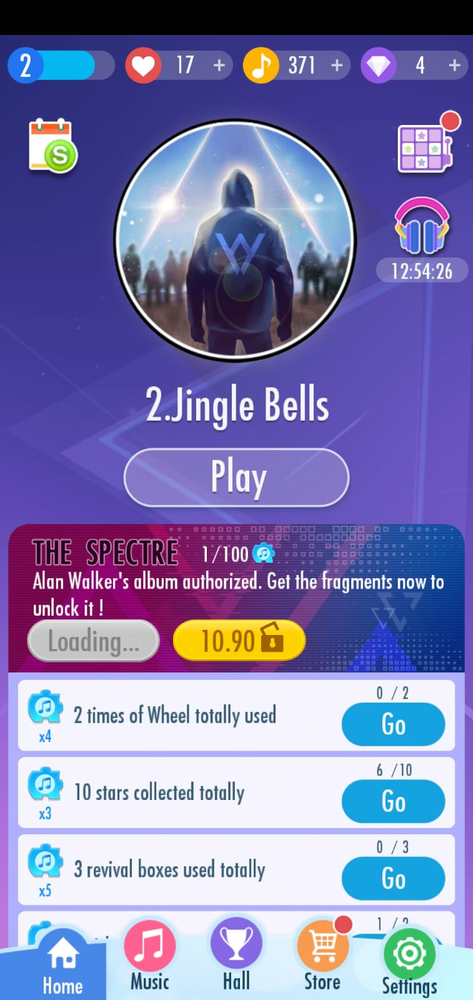 2
17 +
371 +
4 +
S
12:54:26
2.Jingle Bells
Play
THE SPECTRE 1/100
Alan Walker's album authorized. Get the fragments now to
unlock it !
Loading...
10.90
0 / 2
2 times of Wheel totally used
Go
x4
6 /10
10 stars collected totally
Go
x3
0 / 3
3 revival boxes used totally
Go
x5
1 / 2
Home
Music
Hall
Store
Settings